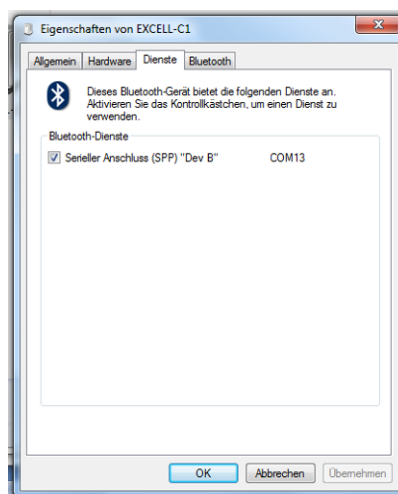 Eigenschaften von EXCELL-C1
Allgemein Hardware Dienste Bluetooth
Dieses Bluetooth-Gerät bietet die folgenden Dienste an.
Aktivieren Sie das Kontrollkästchen, um einen Dienst zu
verwenden.
Bluetooth-Dienste
Serieller Anschluss (SPP) "Dev B" COM13
OK Abbrechen Übernehmen